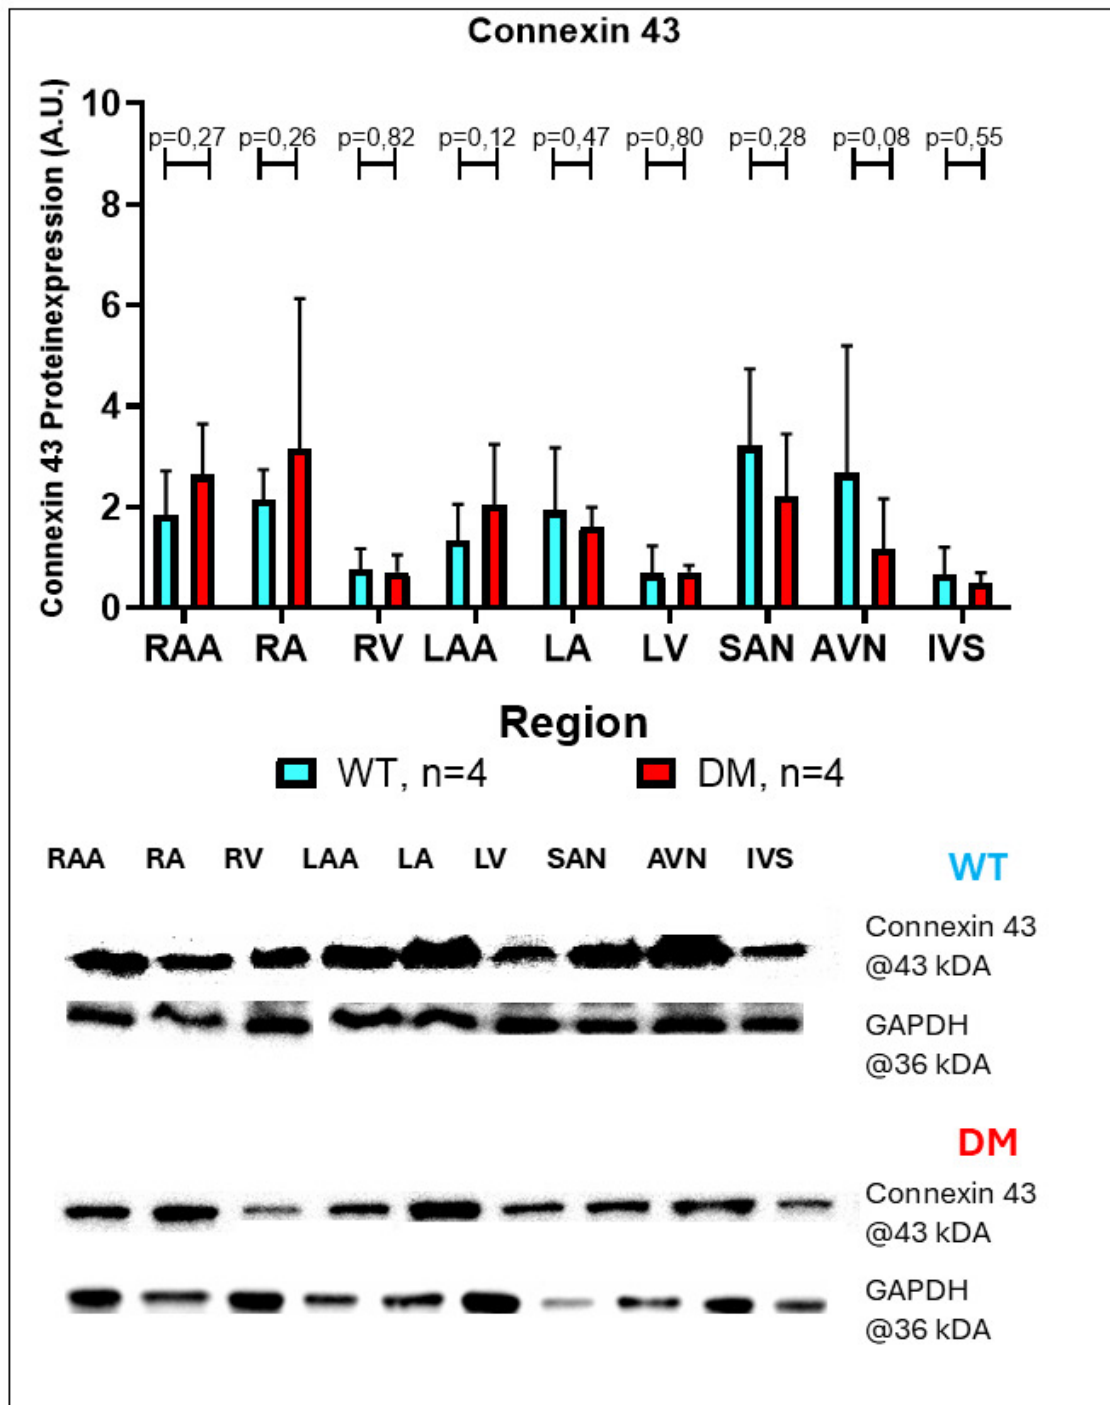 Connexin 43
Connexin 43 Proteinexpression (A.U.)
10
8
6
4
2
0
p=0,27 p=0,26 p=0,82 p=0,12 p=0,47 p=0,80 p=0,28 p=0,08 p=0,55
RAA RA RV LAA LA LV SAN AVN IVS
Region
WT, n=4 DM, n=4
RAA RA RV LAA LA LV SAN AVN IVS
WT
Connexin 43
@43 kDA
GAPDH
@36 kDA
DM
Connexin 43
@43 kDA
GAPDH
@36 kDA